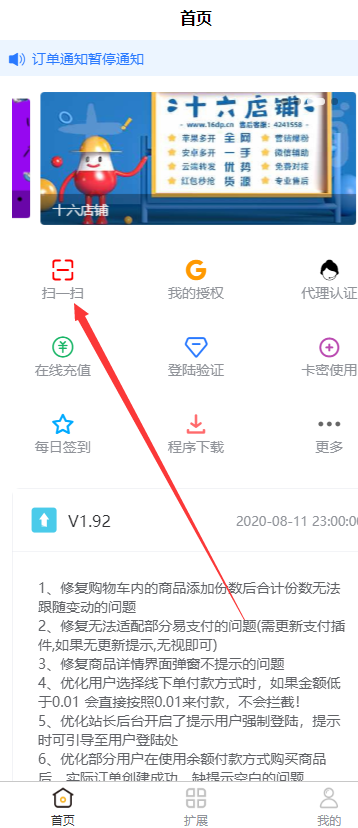 首页
订单通知暂停通知
十六店铺
www.16dp.cn 售后客服：4241558
苹果多开 全网 营销爆粉
安卓多开 一手 微信辅助
云端转发 优势 免费对接
红包秒抢 货源 专业售后
十六店铺
扫一扫 我的授权 代理认证
在线充值 登陆验证 卡密使用
每日签到 程序下载 更多
V1.92 2020-08-11 23:00:00
1、修复购物车内的商品添加份数后合计份数无法
跟随变动的问题
2、修复无法适配部分易支付的问题(需更新支付插
件,如果无更新提示,无视即可)
3、修复商品详情界面弹窗不提示的问题
4、优化用户选择线下单付款方式时，如果金额低
于0.01 会直接按照0.01来付款，不会拦截！
5、优化站长后台开启了提示用户强制登陆，提示
时可引导至用户登陆处
6、优化部分用户在使用余额付款方式购买商品
后，实际订单创建成功，缺提示空白的问题
首页 扩展 我的